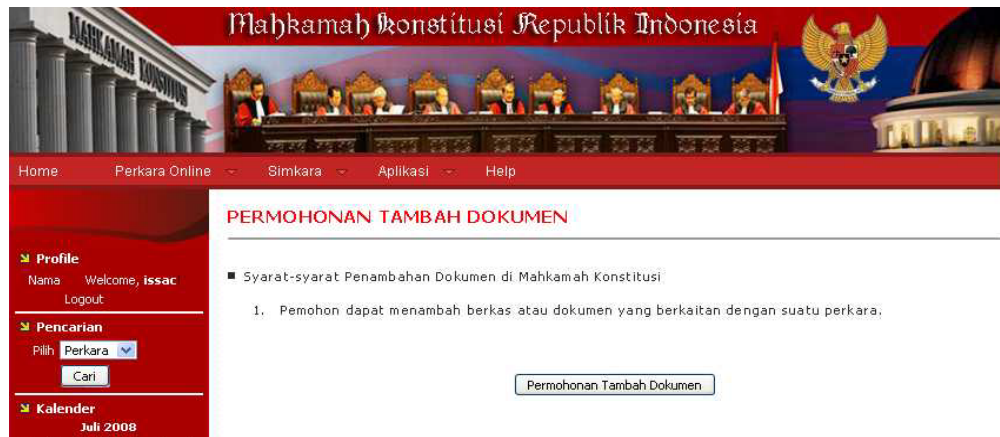 MAHKAMAH KONSTITUSI
Mahkamah Konstitusi Republik Indonesia
Home Perkara Online Simkara Aplikasi Help
PERMOHONAN TAMBAH DOKUMEN
Profile
Nama Welcome, issac
Logout
Pencarian
Pilih Perkara
Cari
Kalender
Juli 2008
Syarat-syarat Penambahan Dokumen di Mahkamah Konstitusi
1. Pemohon dapat menambah berkas atau dokumen yang berkaitan dengan suatu perkara.
Permohonan Tambah Dokumen